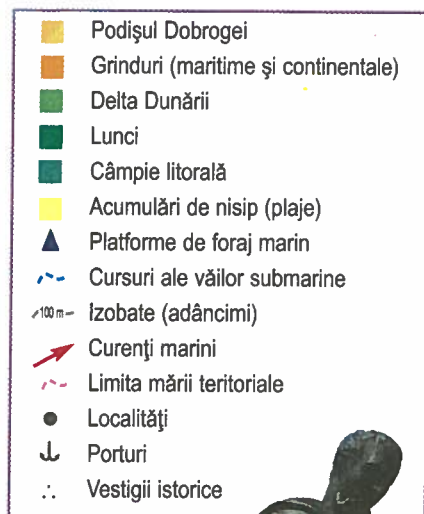 Podişul Dobrogei
Grinduri (maritime şi continentale)
Delta Dunării
Lunci
Câmpie litorală
Acumulări de nisip (plaje)
Platforme de foraj marin
Cursuri ale văilor submarine
100 m Izobate (adâncimi)
Curenţi marini
Limita mării teritoriale
Localităţi
Porturi
Vestigii istorice